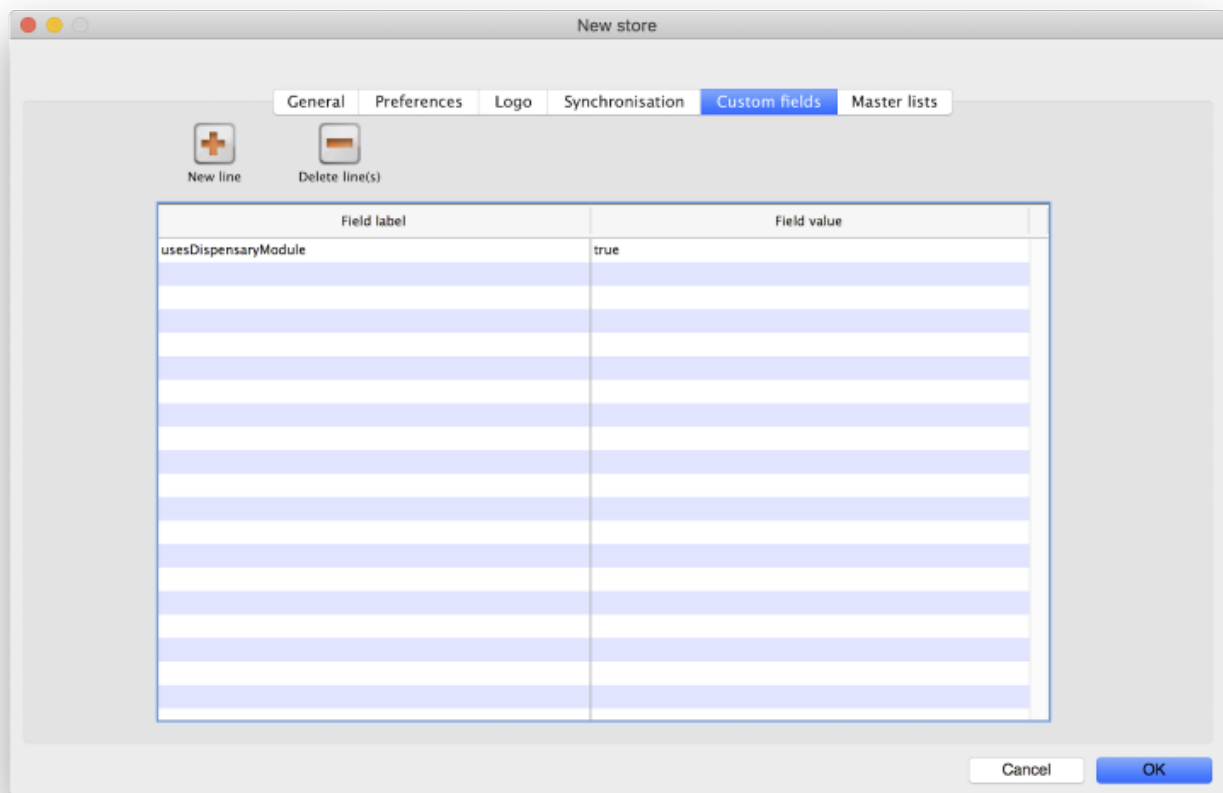 New store
General Preferences Logo Synchronisation Custom fields Master lists
New line Delete line(s)
Field label Field value
usesDispensaryModule true
Cancel OK